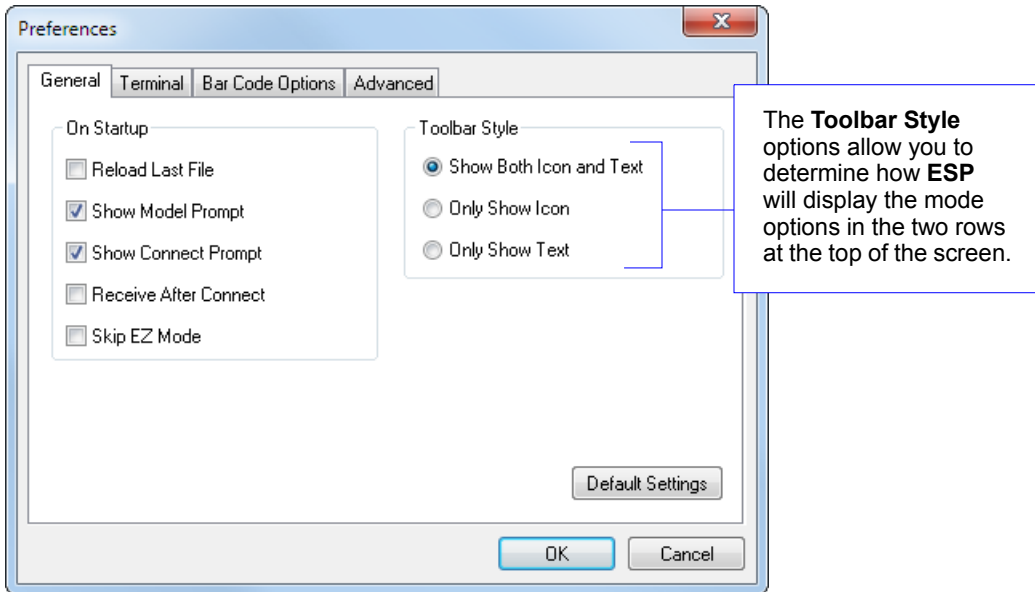 Preferences
General
Terminal
Bar Code Options
Advanced
On Startup
Reload Last File
Show Model Prompt
Show Connect Prompt
Receive After Connect
Skip EZ Mode
Toolbar Style
Show Both Icon and Text
Only Show Icon
Only Show Text
Default Settings
OK
Cancel
The Toolbar Style
options allow you to
determine how ESP
will display the mode
options in the two rows
at the top of the screen.